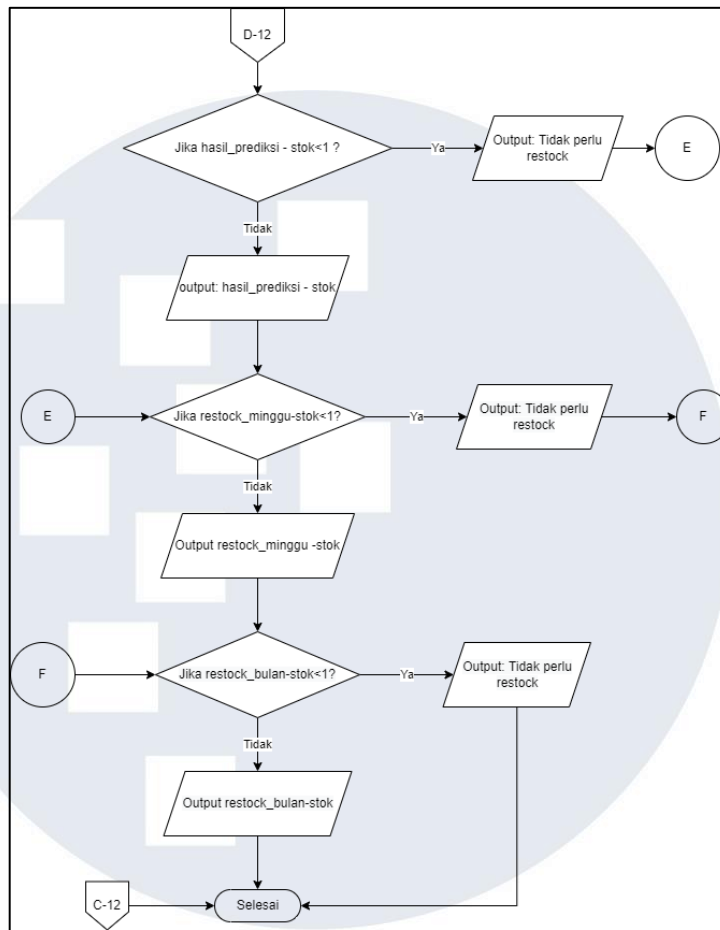 D-12
Jika hasil_prediksi - stok<1 ?
Ya
Output: Tidak perlu
restock
E
Tidak
output: hasil_prediksi - stok
E
Jika restock_minggu-stok<1?
Ya
Output: Tidak perlu
restock
F
Tidak
Output restock_minggu -stok
F
Jika restock_bulan-stok<1?
Ya
Output: Tidak perlu
restock
Tidak
Output restock_bulan-stok
C-12
Selesai